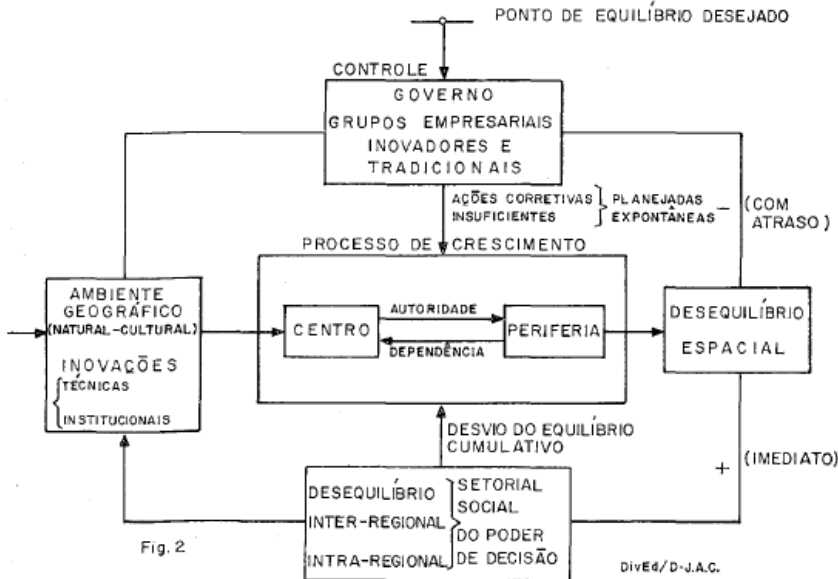 PONTO DE EQUILÍBRIO DESEJADO
CONTROLE
GOVERNO
GRUPOS EMPRESARIAIS
INOVADORES E
TRADICIONAIS
AÇÕES CORRETIVAS
INSUFICIENTES
PLANEJADAS
EXPONTÂNEAS
–
(COM
ATRASO)
PROCESSO DE CRESCIMENTO
AMBIENTE
GEOGRÁFICO
(NATURAL-CULTURAL)
INOVAÇÕES
TÉCNICAS
INSTITUCIONAIS
CENTRO
AUTORIDADE
DEPENDÊNCIA
PERIFERIA
DESEQUILÍBRIO
ESPACIAL
DESVIO DO EQUILÍBRIO
CUMULATIVO
+
(IMEDIATO)
DESEQUILÍBRIO
INTER-REGIONAL
INTRA-REGIONAL
SETORIAL
SOCIAL
DO PODER
DE DECISÃO
Fig. 2
DivEd/D-J.A.C.